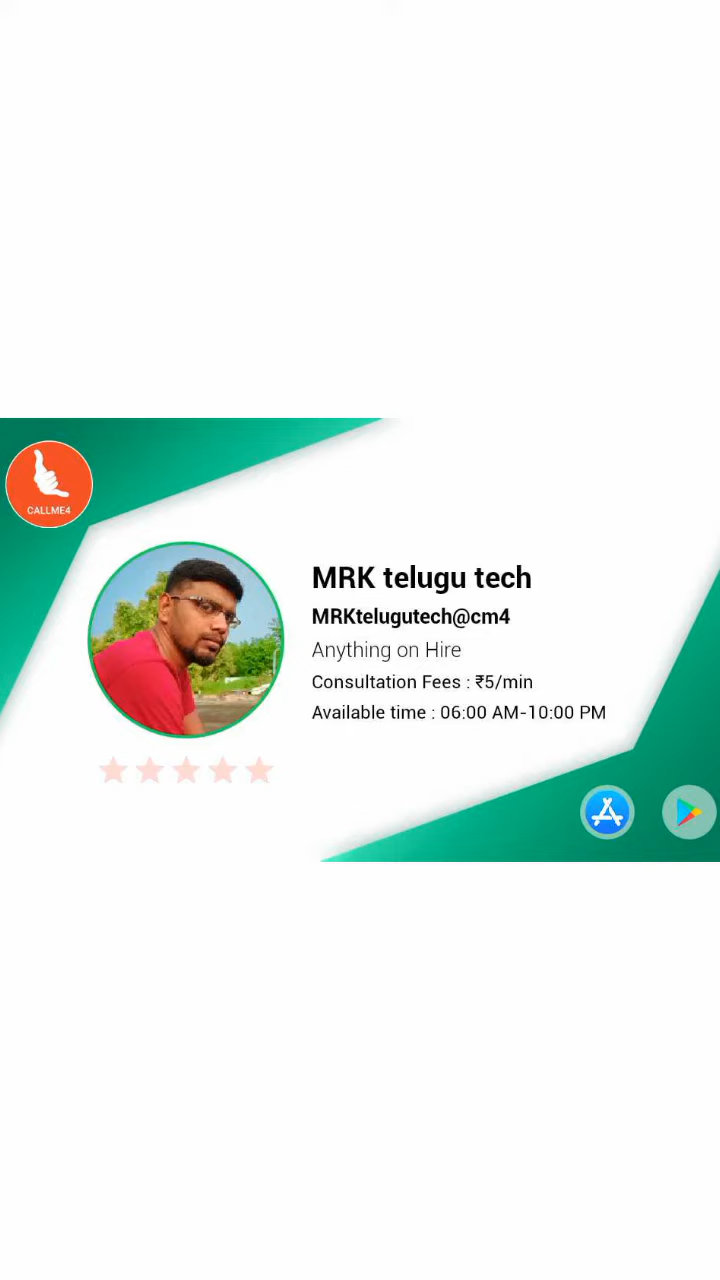 CALLME4
MRK telugu tech
MRKtelugutech@cm4
Anything on Hire
Consultation Fees : ₹5/min
Available time : 06:00 AM-10:00 PM